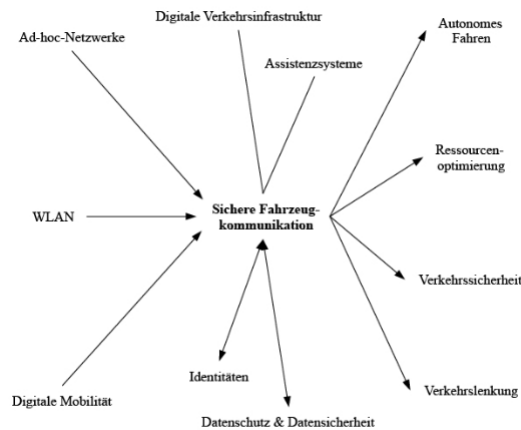 Digitale Verkehrsinfrastruktur
Autonomes
Fahren
Ad-hoc-Netzwerke
Assistenzsysteme
Ressourcen-
optimierung
WLAN
Sichere Fahrzeug-
kommunikation
Verkehrssicherheit
Identitäten
Digitale Mobilität
Verkehrslenkung
Datenschutz & Datensicherheit